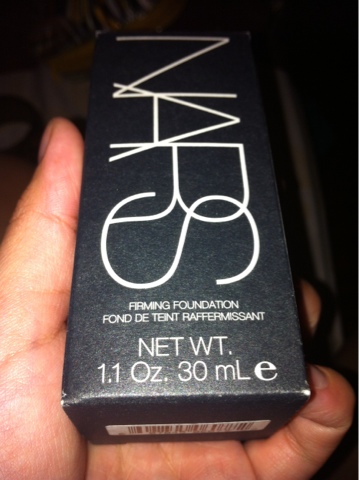 NARS
FIRMING FOUNDATION
FOND DE TEINT RAFFERMISSANT
NET WT.
1.1 Oz. 30 mL ℮